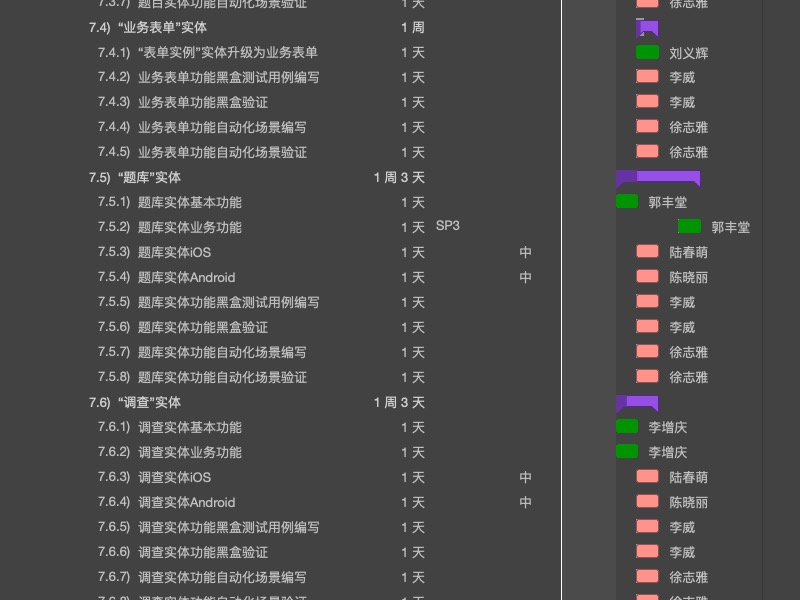 7.3.7) 题目实体功能自动化场景验证 1 天 徐志雅
7.4) “业务表单”实体 1 周
7.4.1) “表单实例”实体升级为业务表单 1 天 刘义辉
7.4.2) 业务表单功能黑盒测试用例编写 1 天 李威
7.4.3) 业务表单功能黑盒验证 1 天 李威
7.4.4) 业务表单功能自动化场景编写 1 天 徐志雅
7.4.5) 业务表单功能自动化场景验证 1 天 徐志雅
7.5) “题库”实体 1 周 3 天
7.5.1) 题库实体基本功能 1 天 郭丰堂
7.5.2) 题库实体业务功能 1 天 SP3 郭丰堂
7.5.3) 题库实体iOS 1 天 中 陆春萌
7.5.4) 题库实体Android 1 天 中 陈晓丽
7.5.5) 题库实体功能黑盒测试用例编写 1 天 李威
7.5.6) 题库实体功能黑盒验证 1 天 李威
7.5.7) 题库实体功能自动化场景编写 1 天 徐志雅
7.5.8) 题库实体功能自动化场景验证 1 天 徐志雅
7.6) “调查”实体 1 周 3 天
7.6.1) 调查实体基本功能 1 天 李增庆
7.6.2) 调查实体业务功能 1 天 李增庆
7.6.3) 调查实体iOS 1 天 中 陆春萌
7.6.4) 调查实体Android 1 天 中 陈晓丽
7.6.5) 调查实体功能黑盒测试用例编写 1 天 李威
7.6.6) 调查实体功能黑盒验证 1 天 李威
7.6.7) 调查实体功能自动化场景编写 1 天 徐志雅
7.6.8) 调查实体功能自动化场景验证 1 天 徐志雅